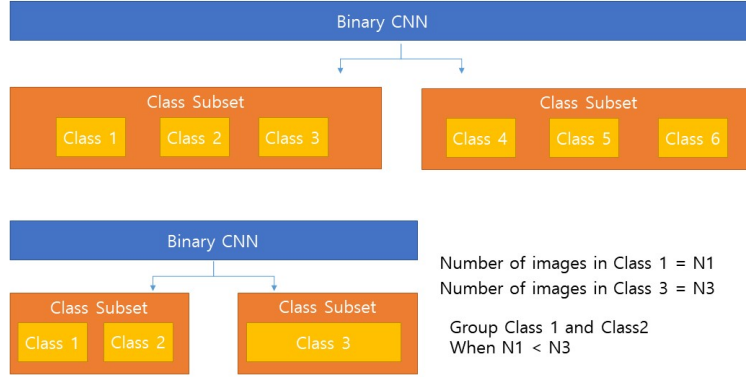 Binary CNN
Class Subset
Class 1 Class 2 Class 3
Class Subset
Class 4 Class 5 Class 6
Binary CNN
Class Subset
Class 1 Class 2
Class Subset
Class 3
Number of images in Class 1 = N1
Number of images in Class 3 = N3
Group Class 1 and Class2
When N1 < N3